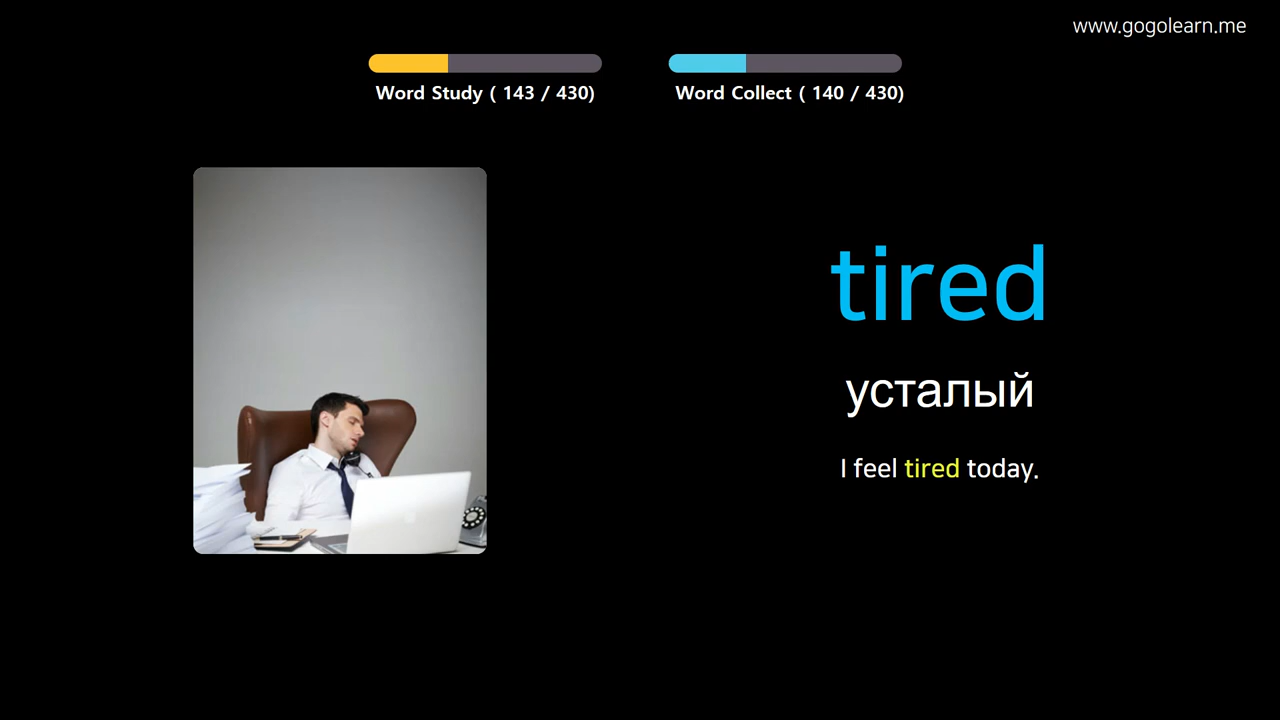 www.gogolearn.me
Word Study ( 143 / 430)
Word Collect ( 140 / 430)
tired
усталый
I feel tired today.